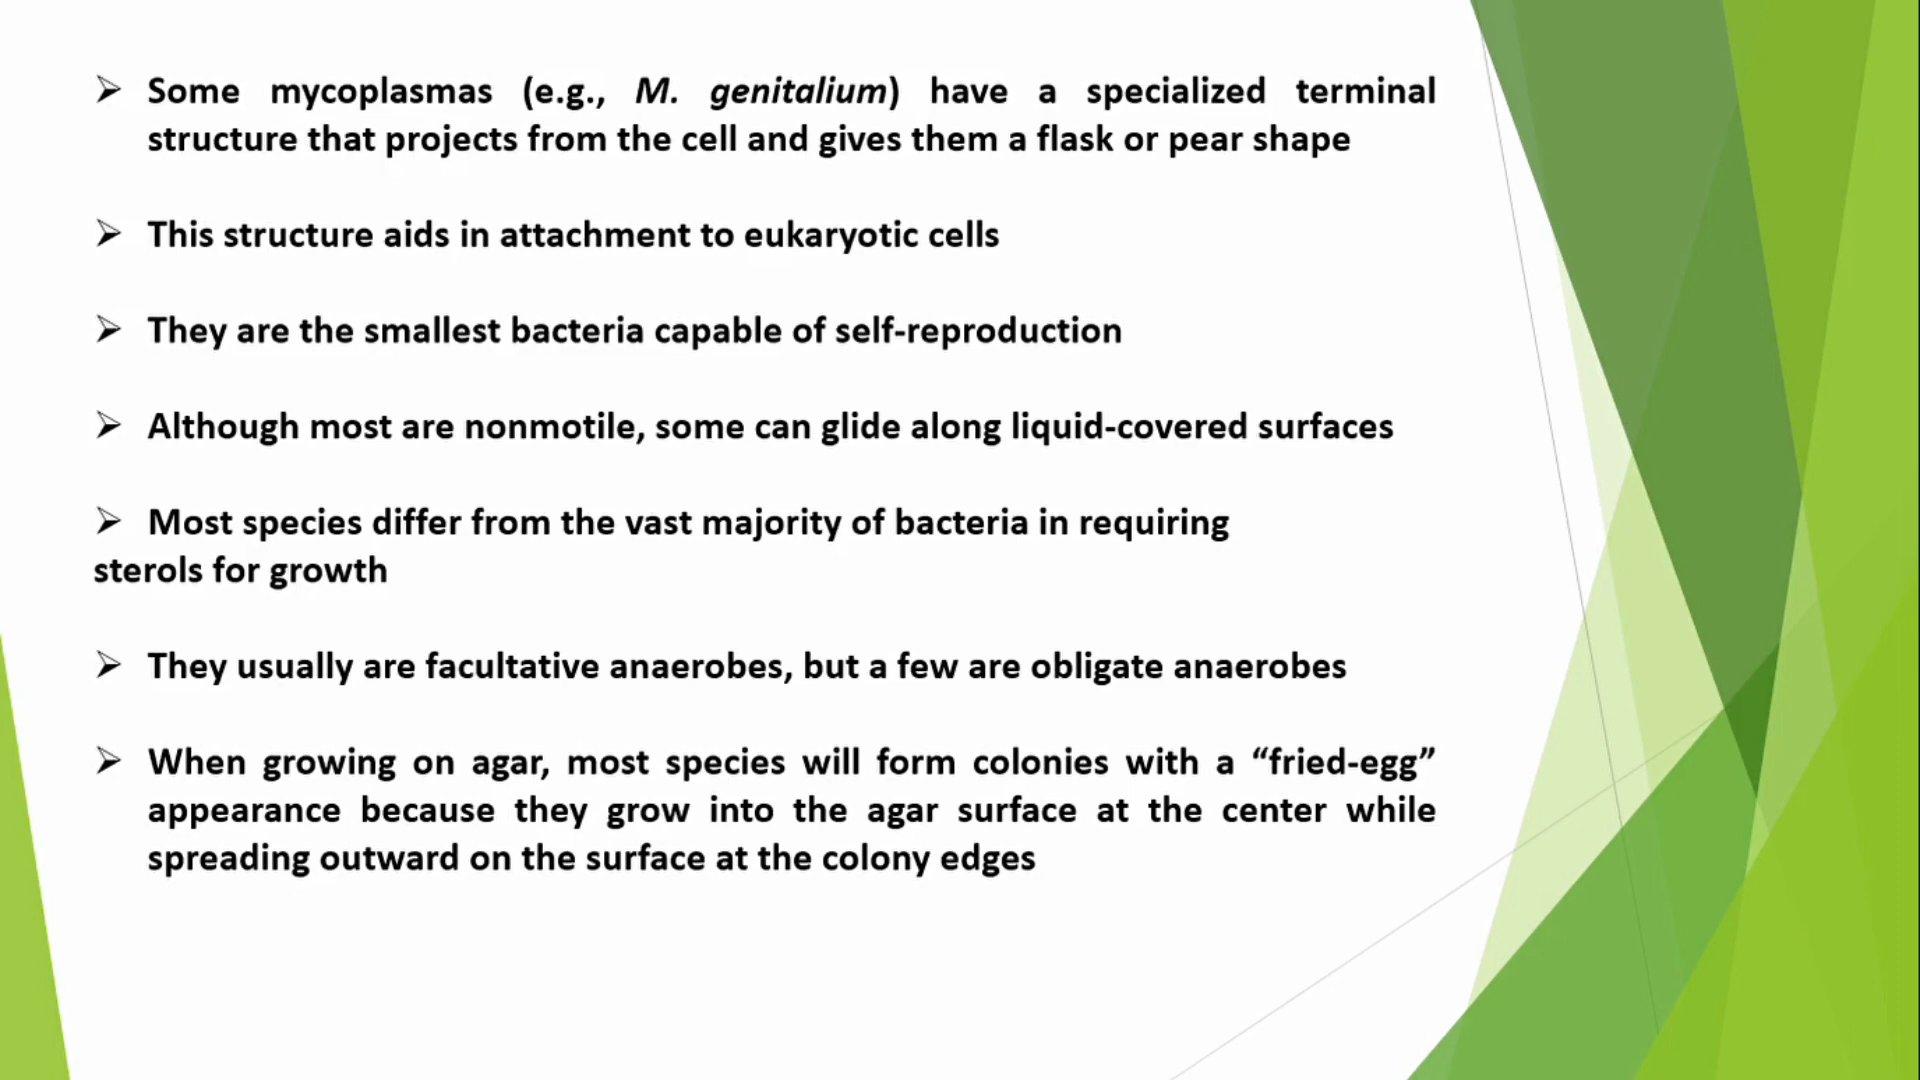 ➢ Some mycoplasmas (e.g., M. genitalium) have a specialized terminal
structure that projects from the cell and gives them a flask or pear shape
➢ This structure aids in attachment to eukaryotic cells
➢ They are the smallest bacteria capable of self-reproduction
➢ Although most are nonmotile, some can glide along liquid-covered surfaces
➢ Most species differ from the vast majority of bacteria in requiring
sterols for growth
➢ They usually are facultative anaerobes, but a few are obligate anaerobes
➢ When growing on agar, most species will form colonies with a “fried-egg”
appearance because they grow into the agar surface at the center while
spreading outward on the surface at the colony edges